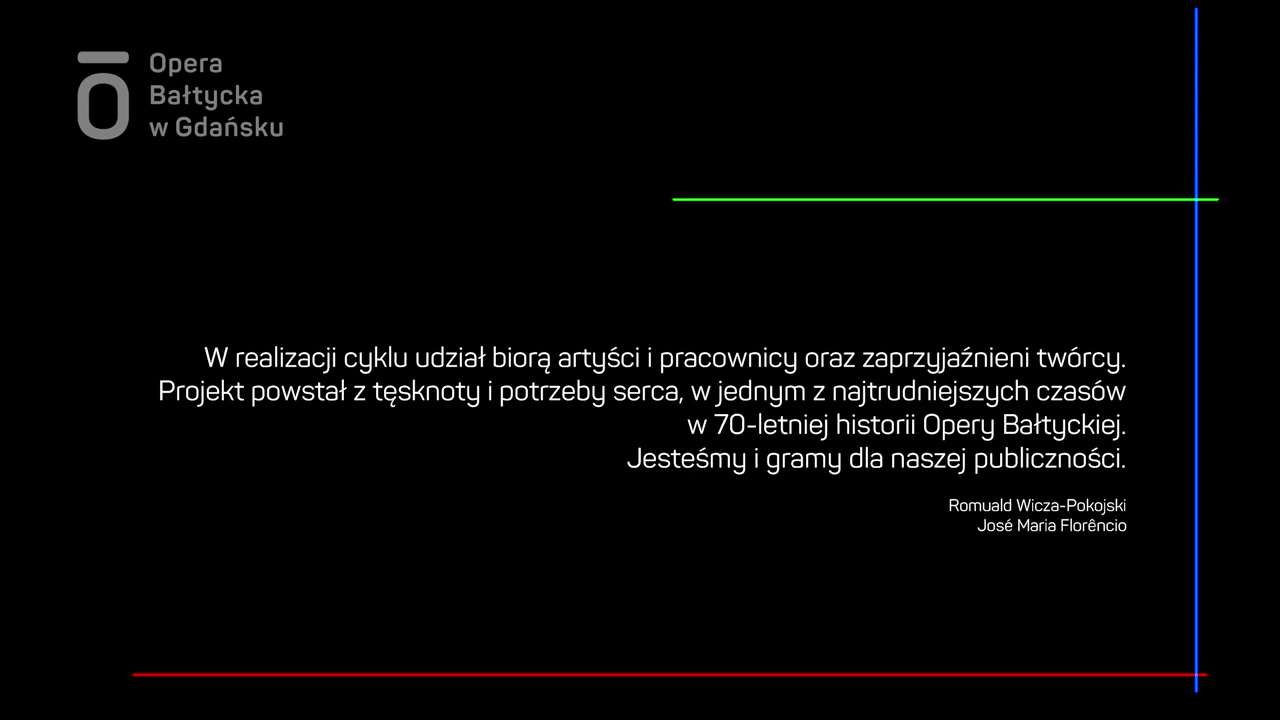 Opera
Bałtycka
w Gdańsku
W realizacji cyklu udział biorą artyści i pracownicy oraz zaprzyjaźnieni twórcy.
Projekt powstał z tęsknoty i potrzeby serca, w jednym z najtrudniejszych czasów
w 70-letniej historii Opery Bałtyckiej.
Jesteśmy i gramy dla naszej publiczności.
Romuald Wicza-Pokojski
José Maria Florêncio